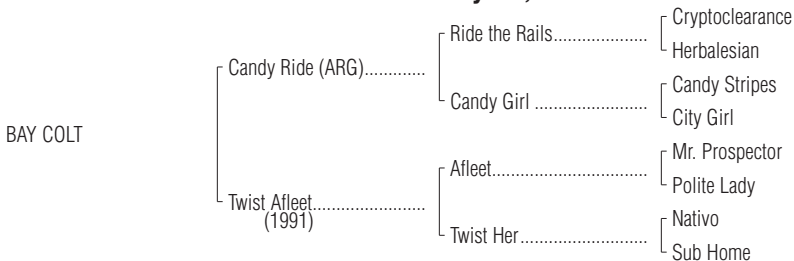 Cryptoclearance
Ride the Rails
Herbalesian
Candy Ride (ARG)
Candy Stripes
Candy Girl
City Girl
BAY COLT
Mr. Prospector
Afleet
Polite Lady
Twist Afleet
(1991)
Nativo
Twist Her
Sub Home